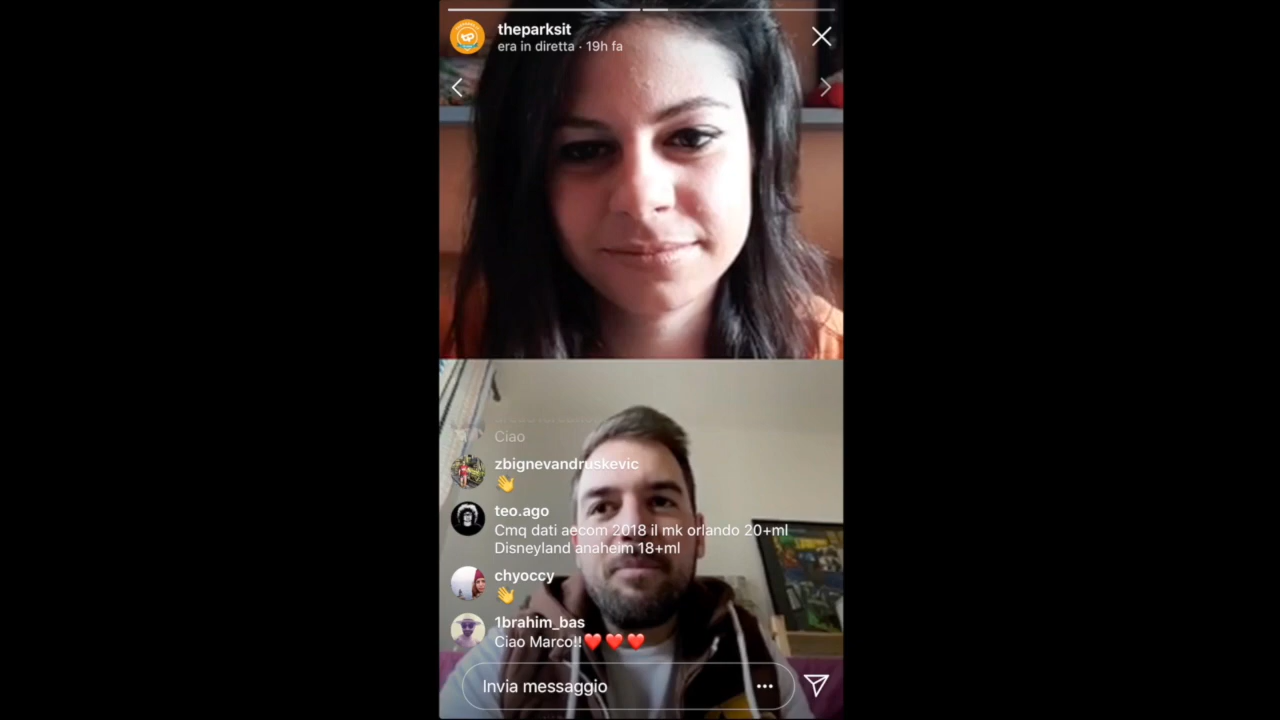 theparksit
era in diretta · 19h fa
Ciao
zbignevandruskevic
teo.ago
Cmq dati aecom 2018 il mk orlando 20+ml
Disneyland anaheim 18+ml
chyoccy
1brahim_bas
Ciao Marco!!❤️❤️❤️
Invia messaggio